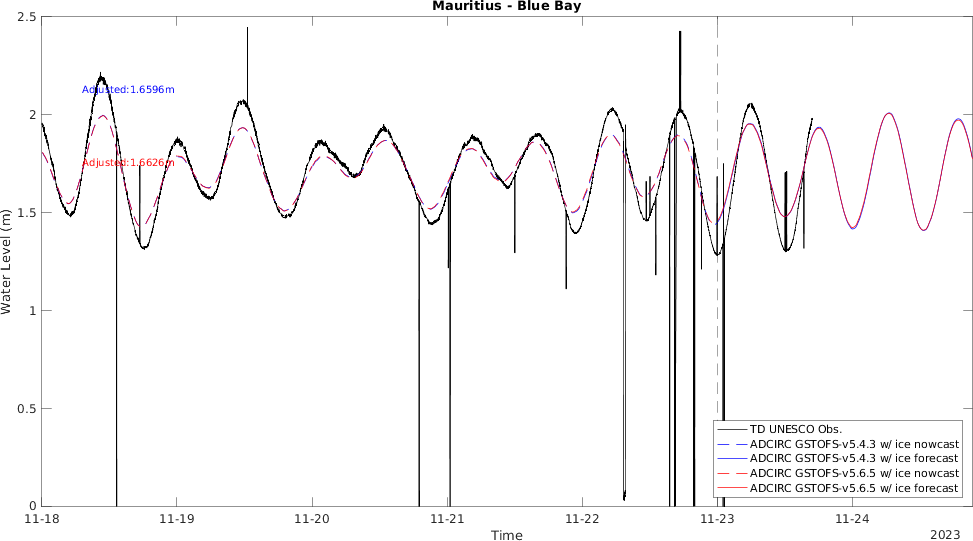 Mauritius - Blue Bay
Water Level (m)
2.5
2
1.5
1
0.5
0
Adjusted:1.6596m
Adjusted:1.6626m
TD UNESCO Obs.
ADCIRC GSTOFS-v5.4.3 w/ ice nowcast
ADCIRC GSTOFS-v5.4.3 w/ ice forecast
ADCIRC GSTOFS-v5.6.5 w/ ice nowcast
ADCIRC GSTOFS-v5.6.5 w/ ice forecast
11-18 11-19 11-20 11-21 11-22 11-23 11-24
Time
2023